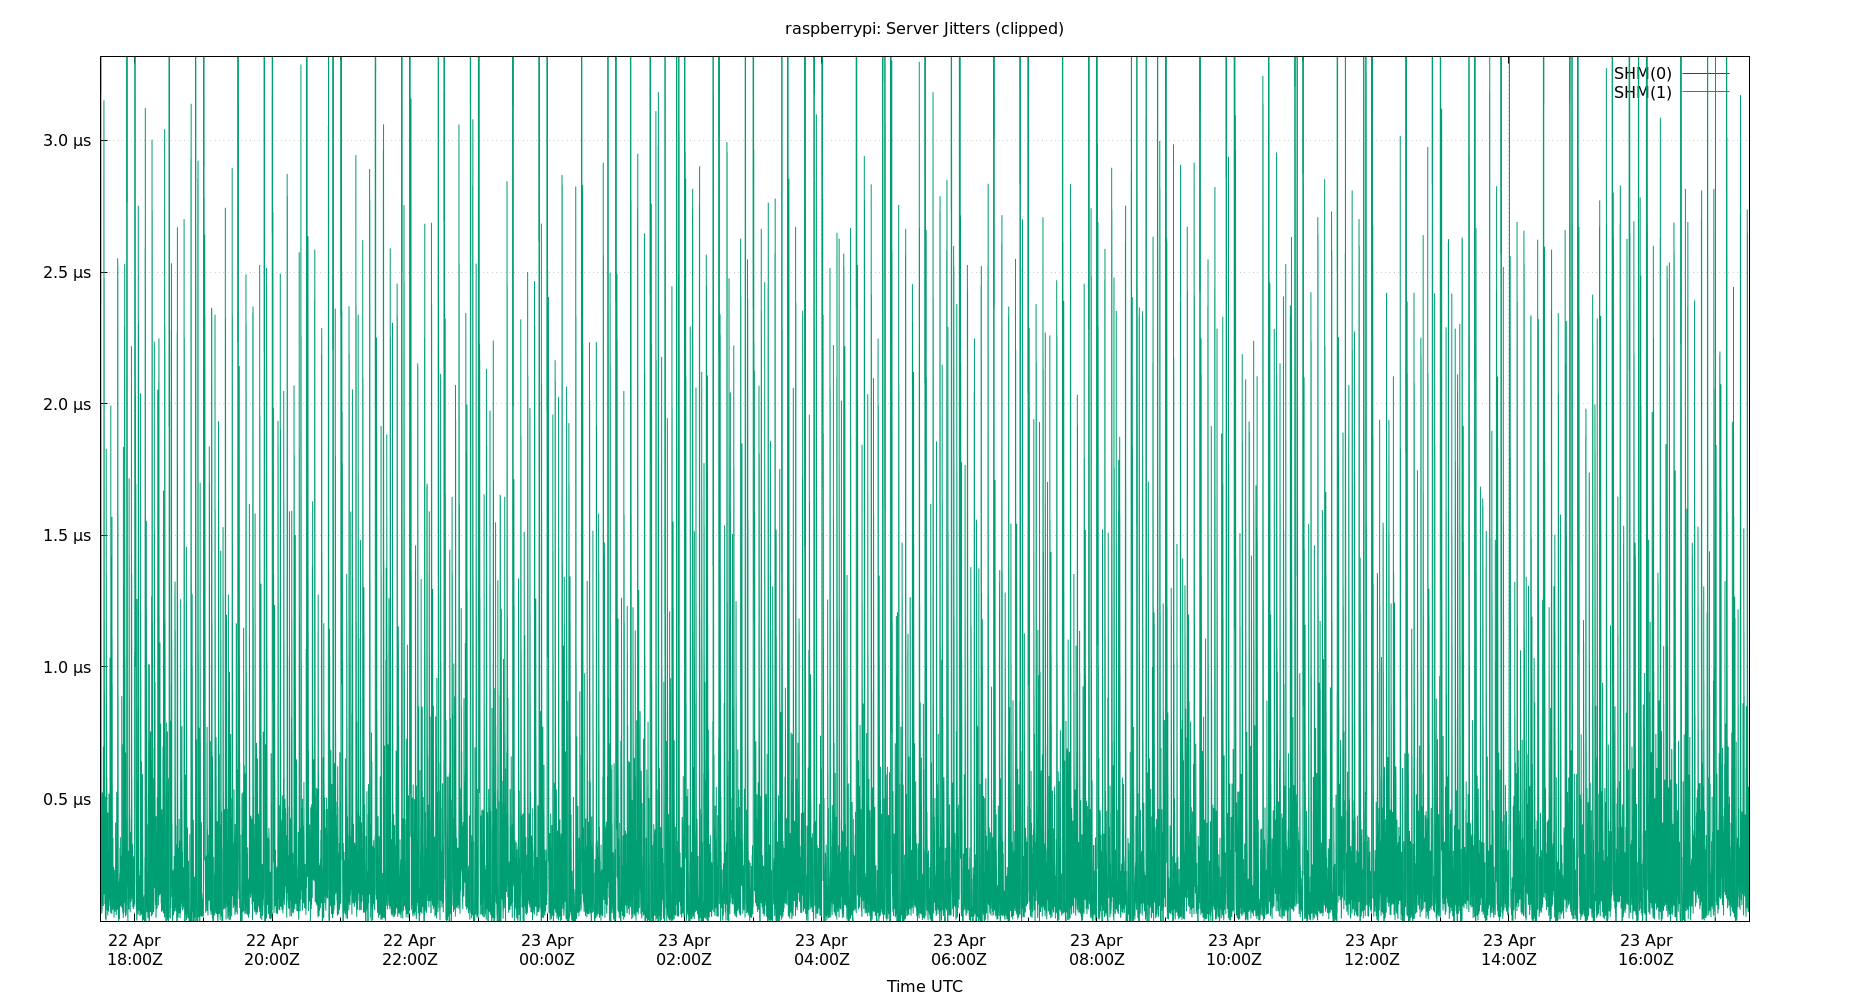 raspberrypi: Server Jitters (clipped)
SHM(0)
SHM(1)
3.0 µs
2.5 µs
2.0 µs
1.5 µs
1.0 µs
0.5 µs
22 Apr 22 Apr 22 Apr 23 Apr 23 Apr 23 Apr 23 Apr 23 Apr 23 Apr 23 Apr 23 Apr 23 Apr
18:00Z 20:00Z 22:00Z 00:00Z 02:00Z 04:00Z 06:00Z 08:00Z 10:00Z 12:00Z 14:00Z 16:00Z
Time UTC